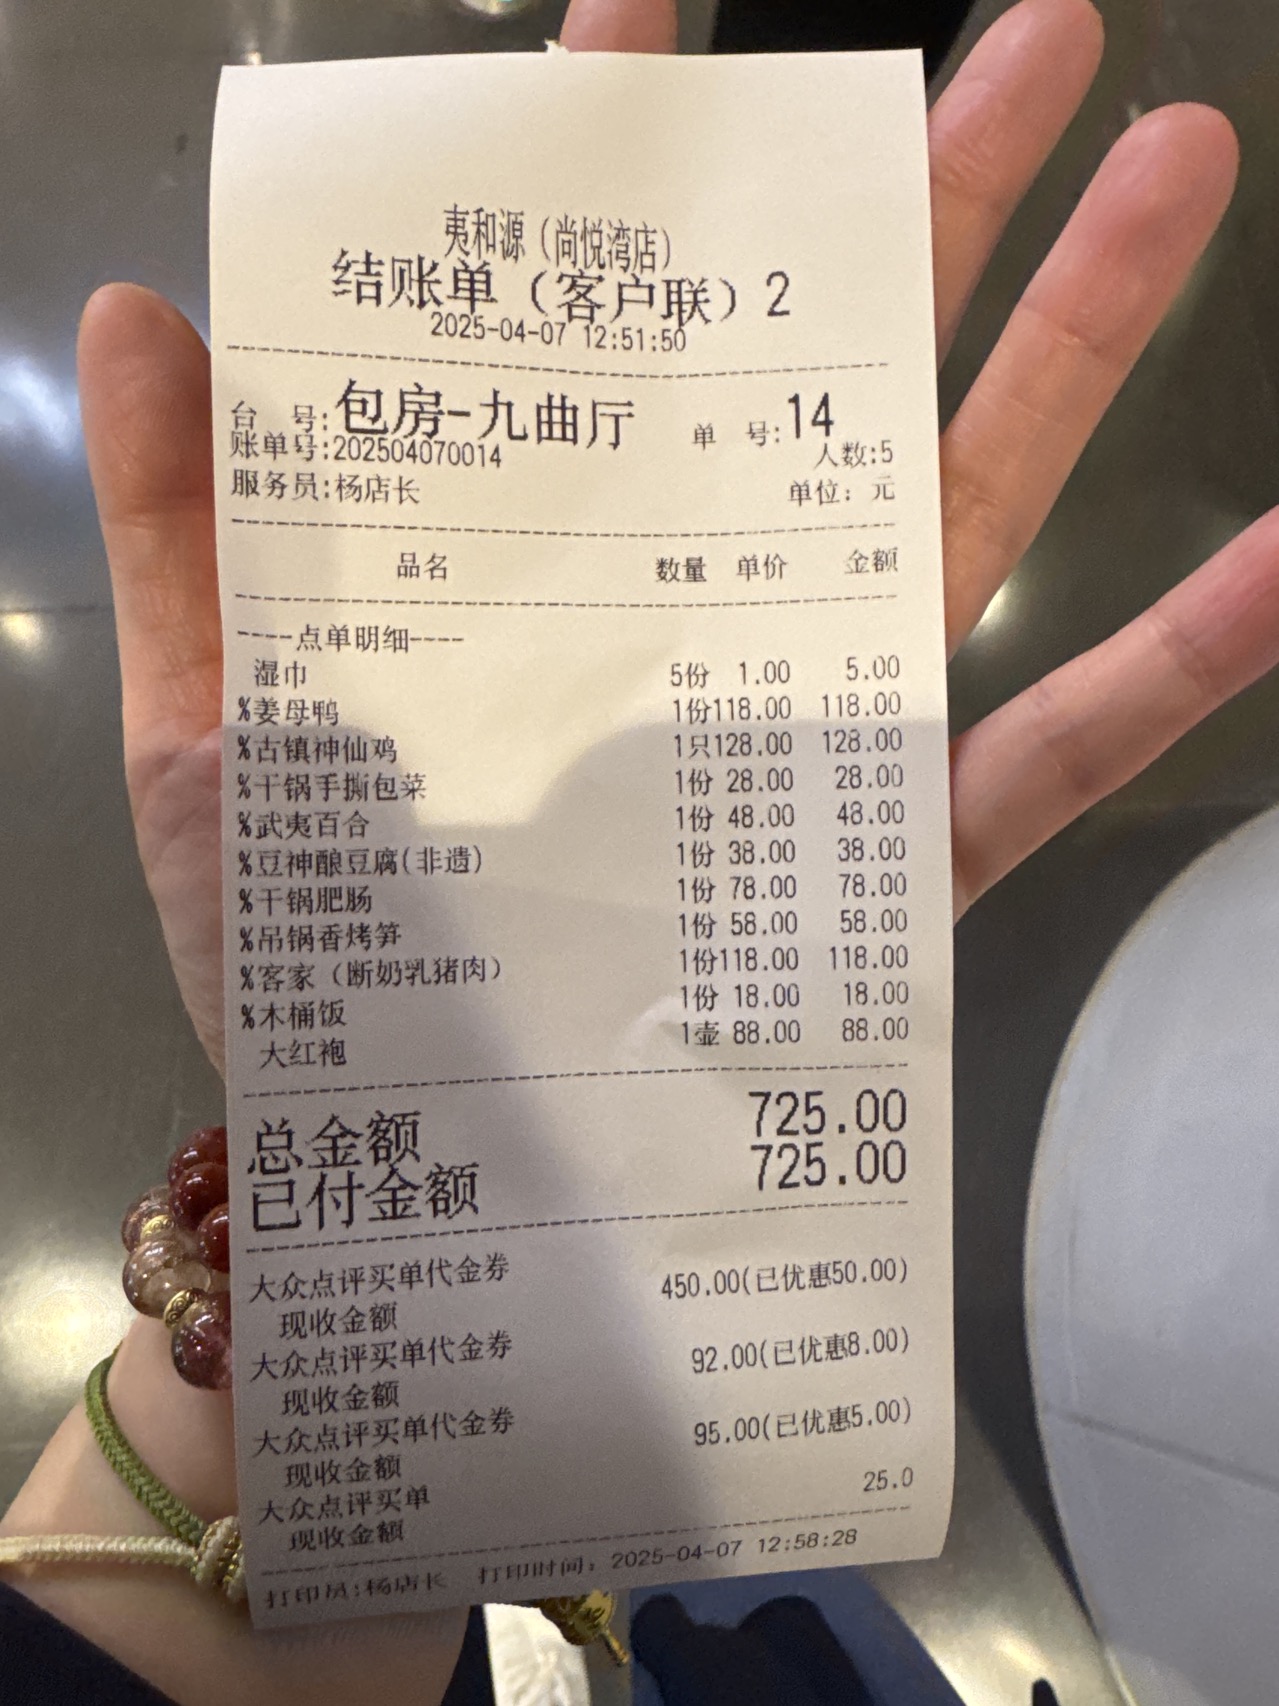 夷和源（尚悦湾店）
结账单（客户联）2
2025-04-07 12:51:50
台 号:包房-九曲厅 单 号:14
账单号:202504070014 人数:5
服务员:杨店长 单位：元
品名 数量 单价 金额
----点单明细----
湿巾 5份 1.00 5.00
%姜母鸭 1份118.00 118.00
%古镇神仙鸡 1只128.00 128.00
%干锅手撕包菜 1份 28.00 28.00
%武夷百合 1份 48.00 48.00
%豆神酿豆腐(非遗) 1份 38.00 38.00
%干锅肥肠 1份 78.00 78.00
%吊锅香烤笋 1份 58.00 58.00
%客家（断奶乳猪肉） 1份118.00 118.00
%木桶饭 1份 18.00 18.00
大红袍 1壶 88.00 88.00
总金额 725.00
已付金额 725.00
大众点评买单代金券 450.00(已优惠50.00)
现收金额
大众点评买单代金券 92.00(已优惠8.00)
现收金额
大众点评买单代金券 95.00(已优惠5.00)
现收金额
大众点评买单 25.0
现收金额
打印员:杨店长 打印时间：2025-04-07 12:58:28